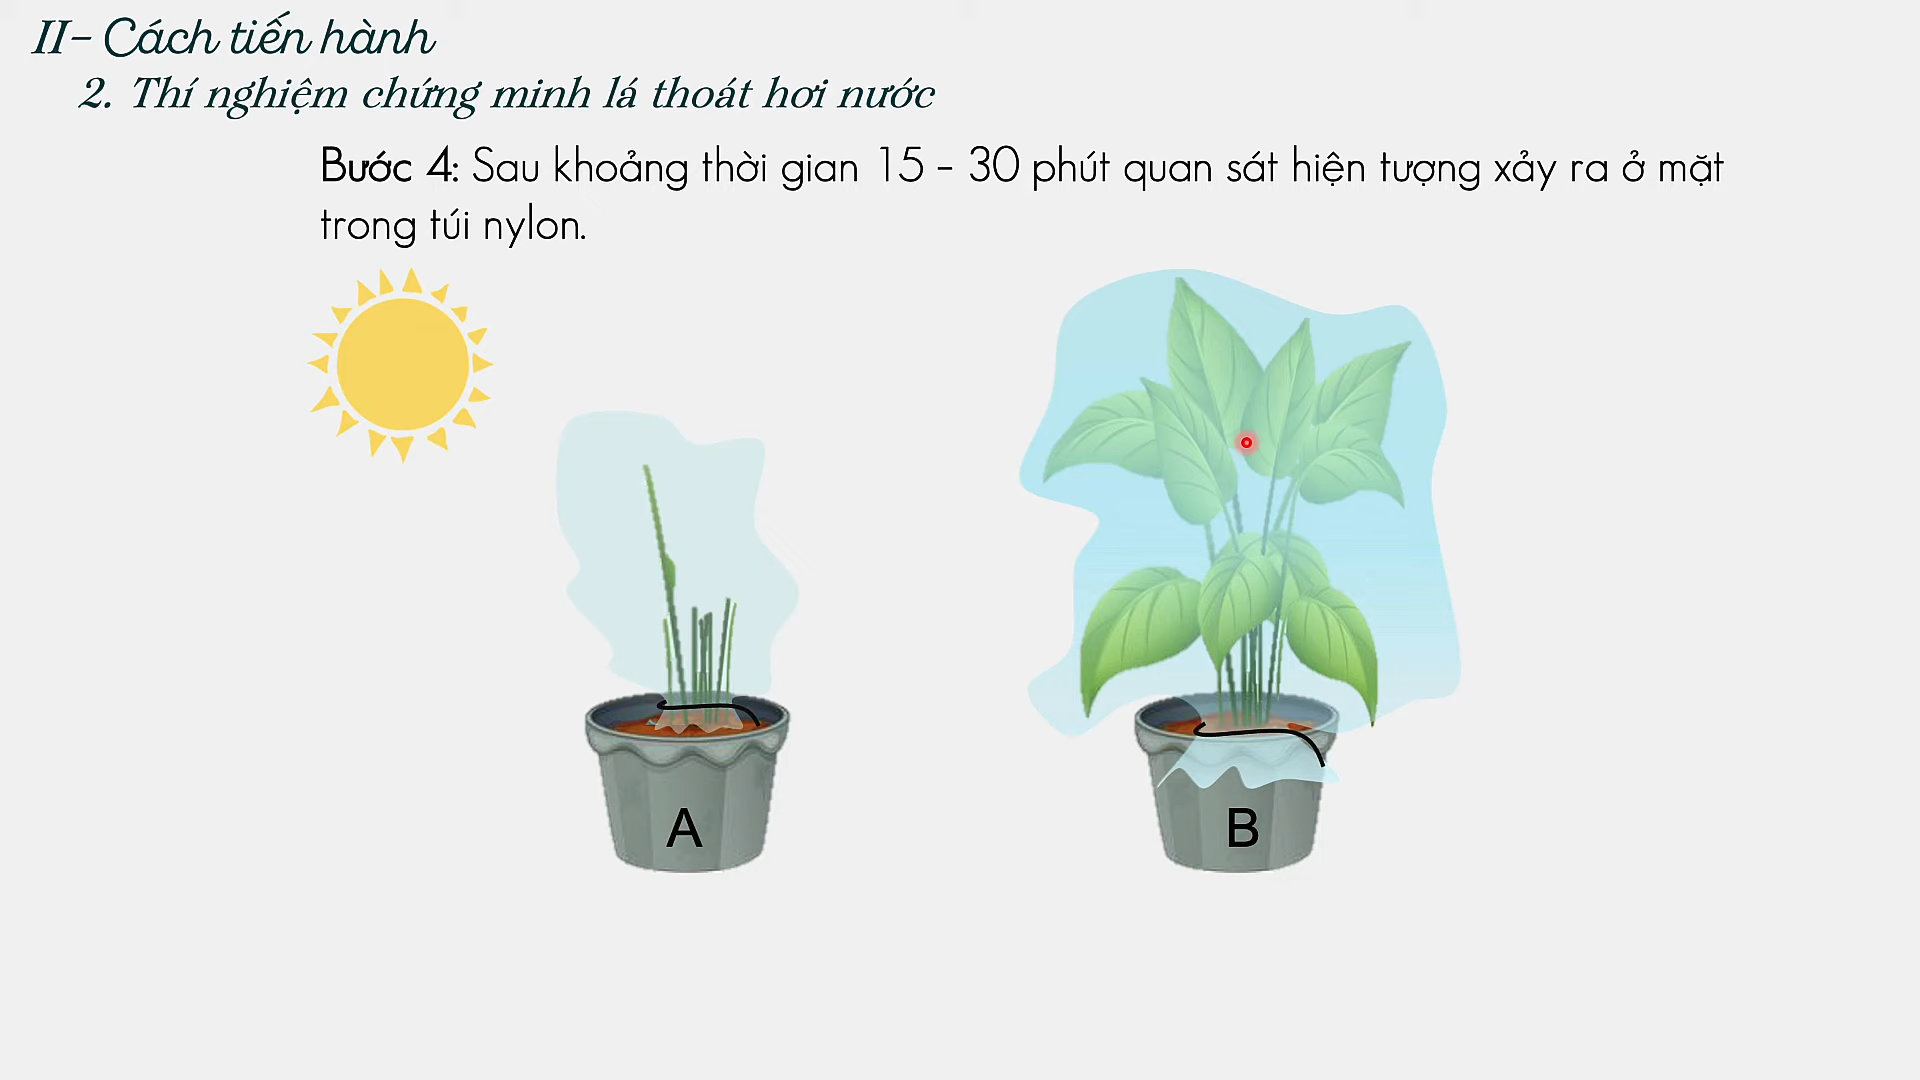 II- Cách tiến hành
2. Thí nghiệm chứng minh lá thoát hơi nước
Bước 4: Sau khoảng thời gian 15 - 30 phút quan sát hiện tượng xảy ra ở mặt
trong túi nylon.
A
B